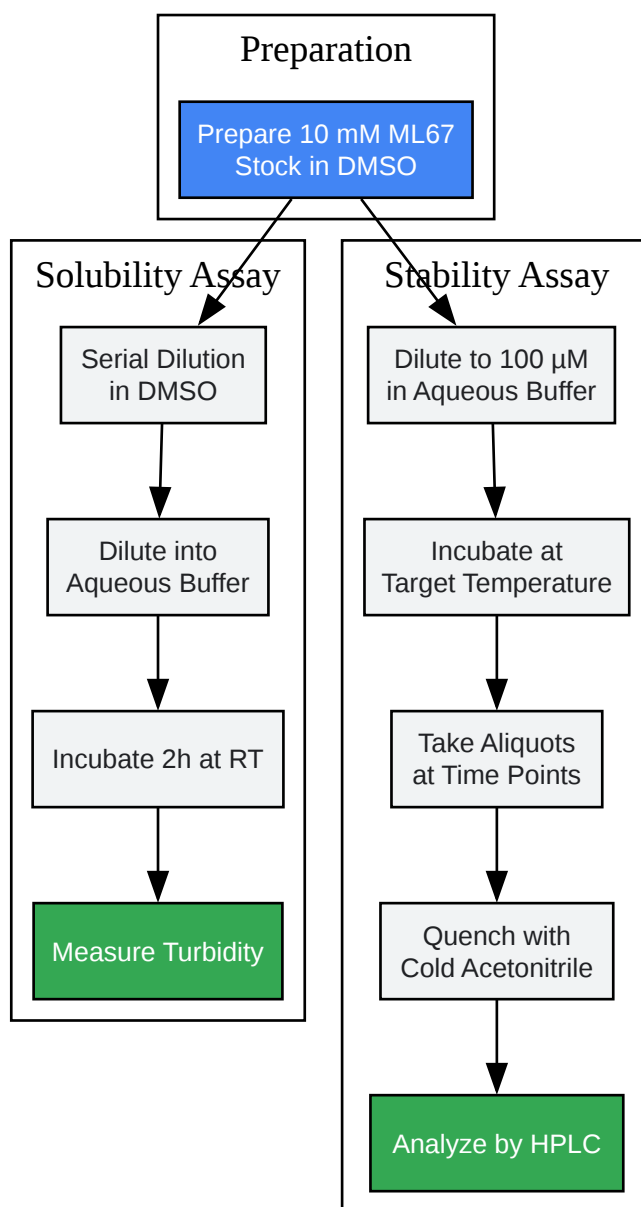 Preparation
Prepare 10 mM ML67
Stock in DMSO
Solubility Assay
Serial Dilution
in DMSO
Dilute into
Aqueous Buffer
Incubate 2h at RT
Measure Turbidity
Stability Assay
Dilute to 100 µM
in Aqueous Buffer
Incubate at
Target Temperature
Take Aliquots
at Time Points
Quench with
Cold Acetonitrile
Analyze by HPLC